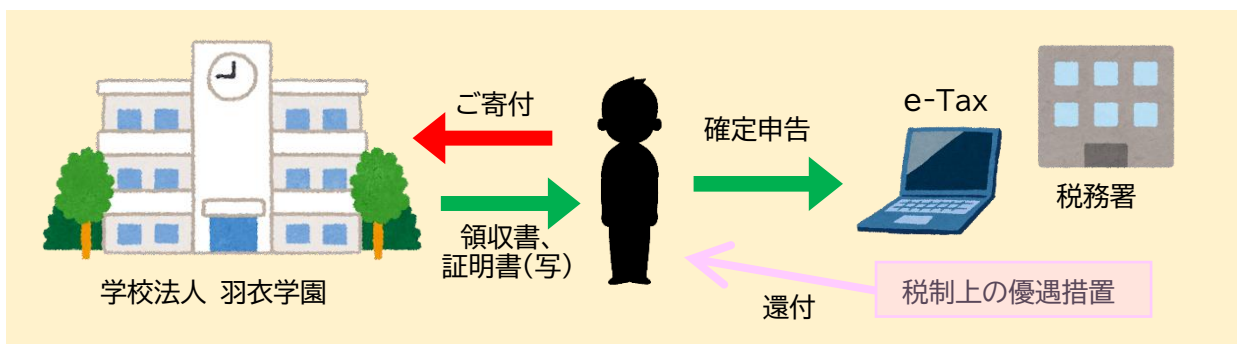 ご寄付
領収書、
証明書(写)
学校法人 羽衣学園
確定申告
e-Tax
税務署
税制上の優遇措置
還付